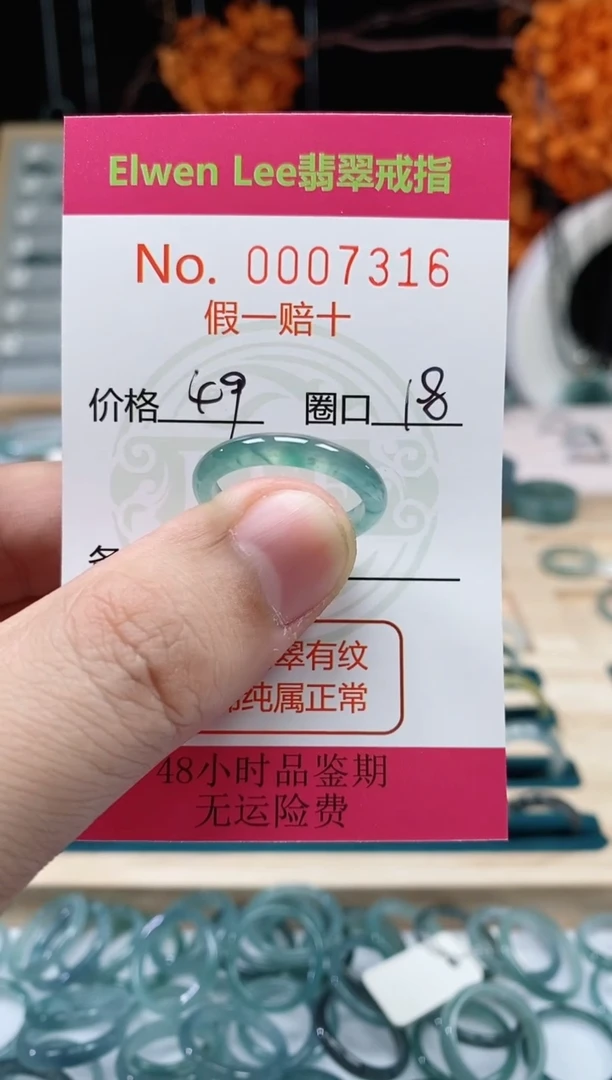 Elwen Lee翡翠戒指
No. 0007316
假一赔十
价格 49 圈口 18
翠有纹
纯属正常
48小时品鉴期
无运险费